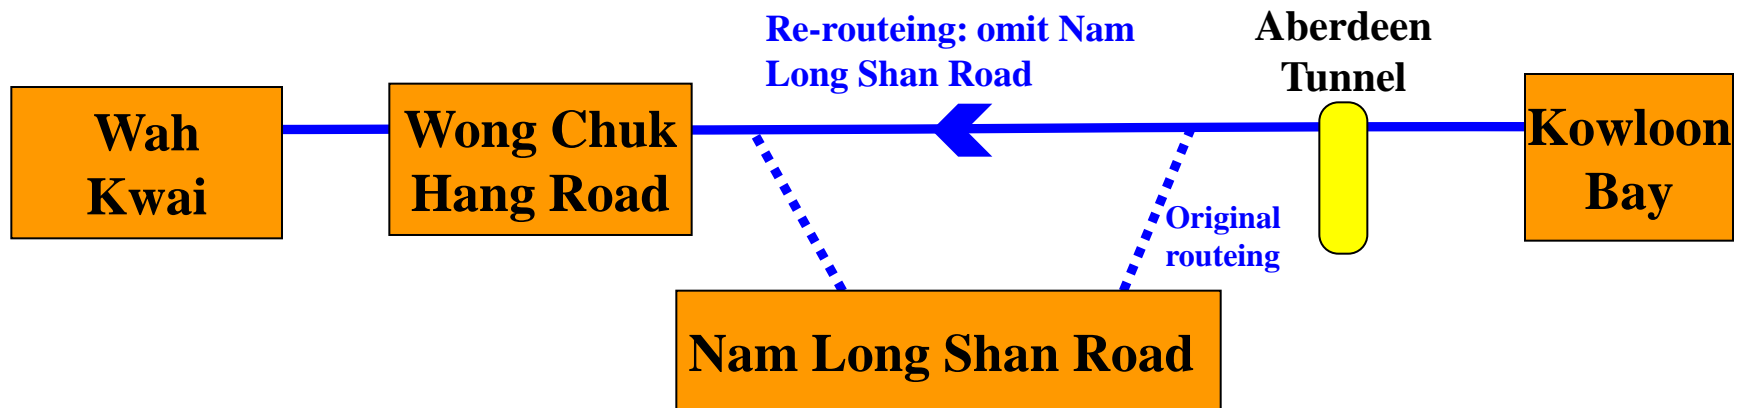 Re-routeing: omit Nam
Long Shan Road
Aberdeen
Tunnel
Wah
Kwai
Wong Chuk
Hang Road
Kowloon
Bay
Original
routeing
Nam Long Shan Road